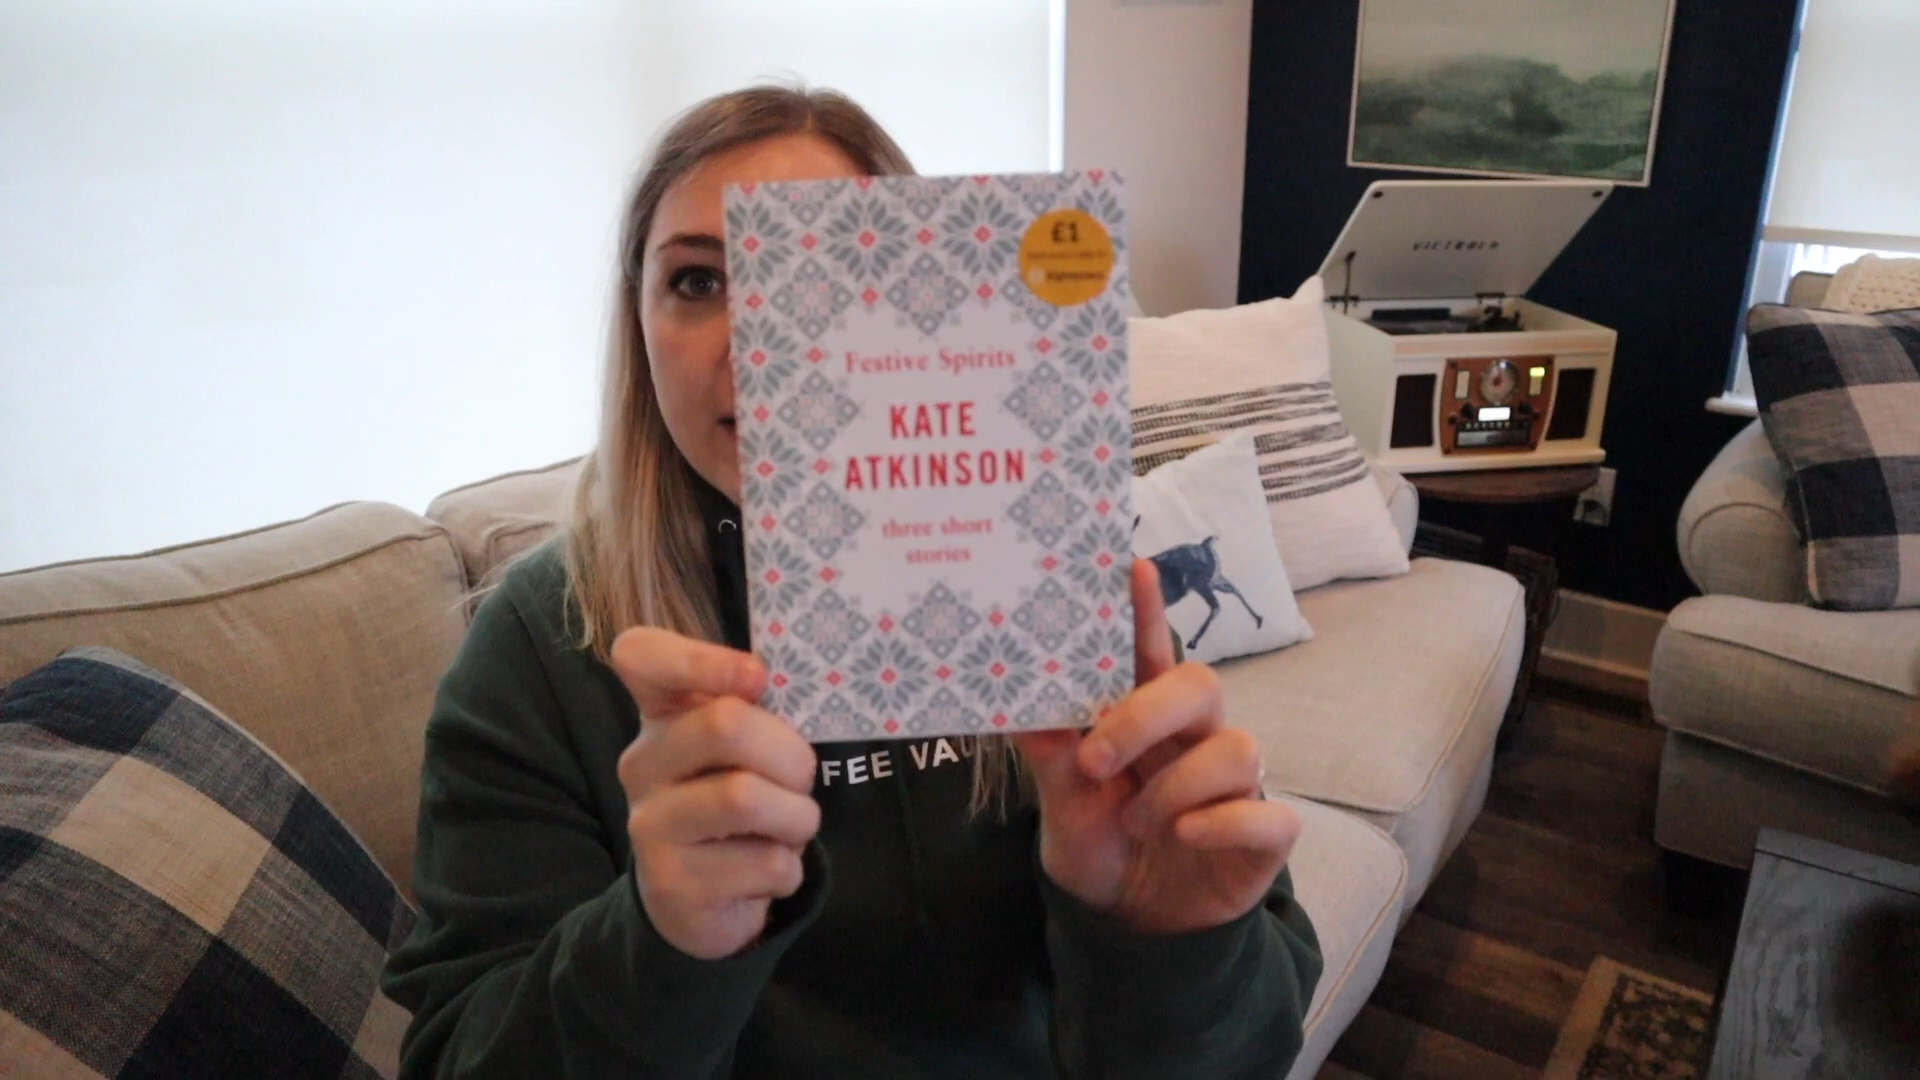 £1
Festive Spirits
KATE
ATKINSON
three short
stories
VICTROLA
FEE VA